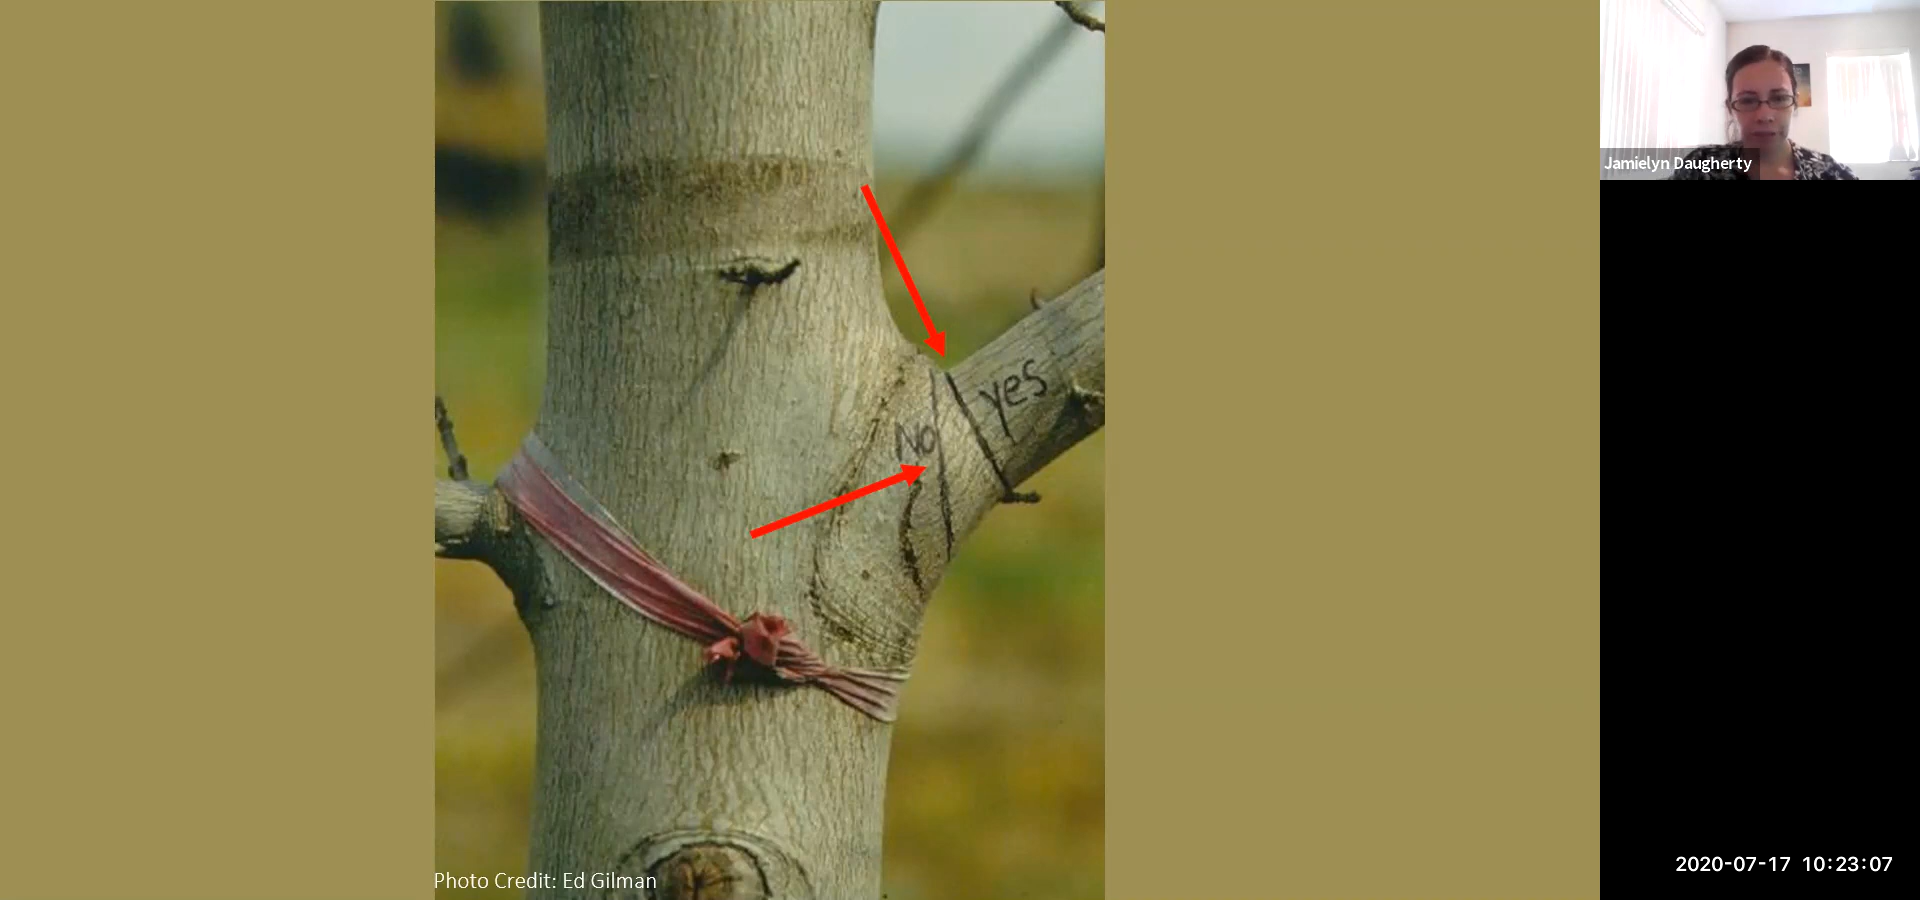 Jamielyn Daugherty
yes
No
Photo Credit: Ed Gilman
2020-07-17 10:23:07